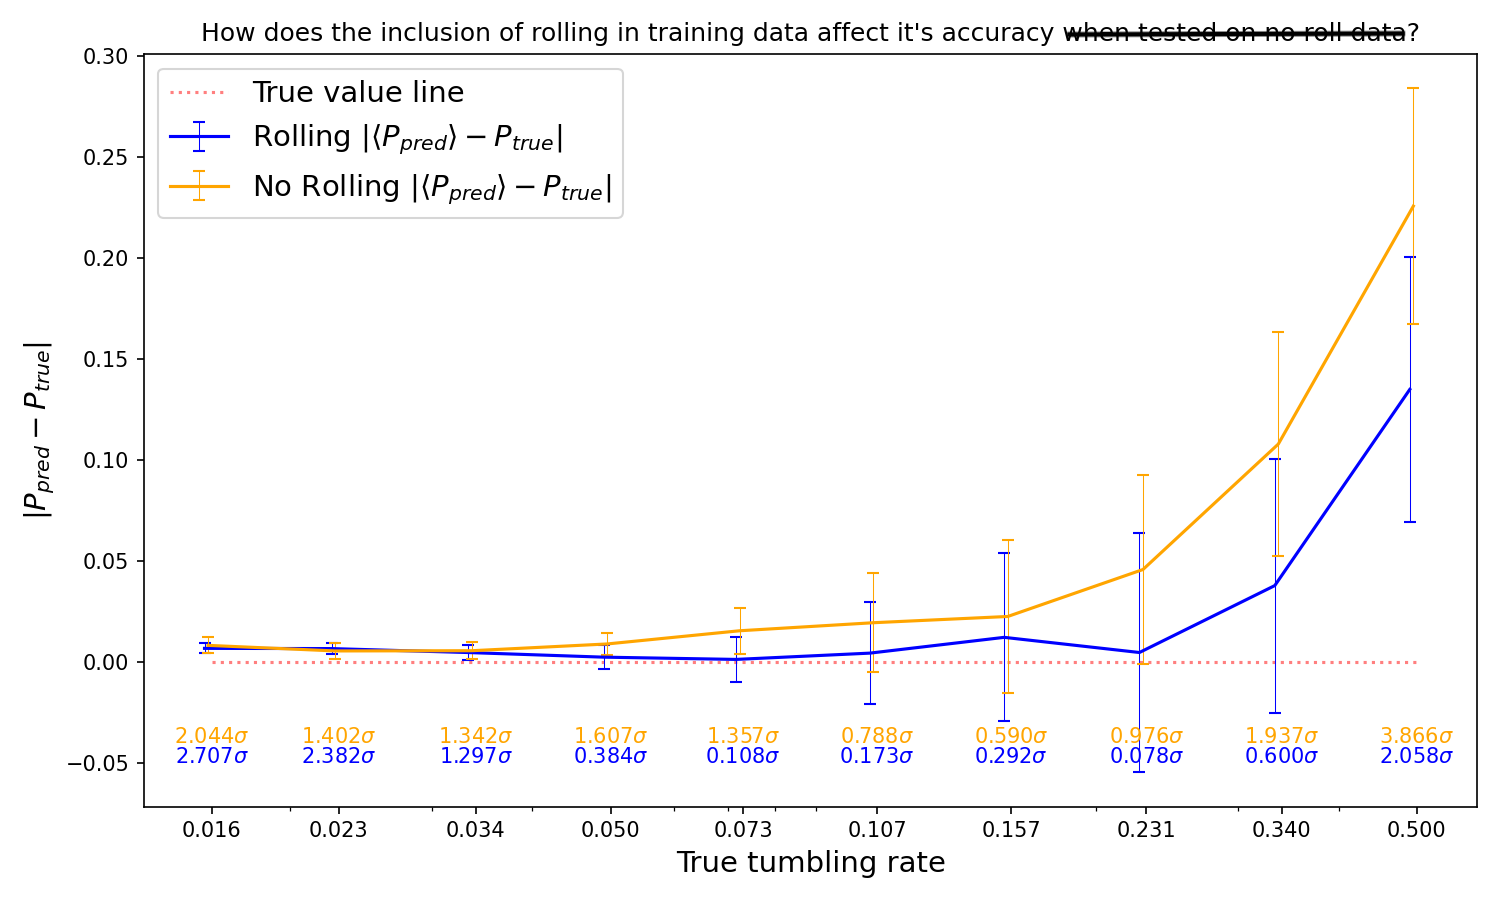 How does the inclusion of rolling in training data affect it's accuracy when tested on no roll data?
0.30
0.25
0.20
0.15
0.10
0.05
0.00
−0.05
|P_pred − P_true|
True value line
Rolling |⟨P_pred⟩ − P_true|
No Rolling |⟨P_pred⟩ − P_true|
2.044σ 1.402σ 1.342σ 1.607σ 1.357σ 0.788σ 0.590σ 0.976σ 1.937σ 3.866σ
2.707σ 2.382σ 1.297σ 0.384σ 0.108σ 0.173σ 0.292σ 0.078σ 0.600σ 2.058σ
0.016 0.023 0.034 0.050 0.073 0.107 0.157 0.231 0.340 0.500
True tumbling rate